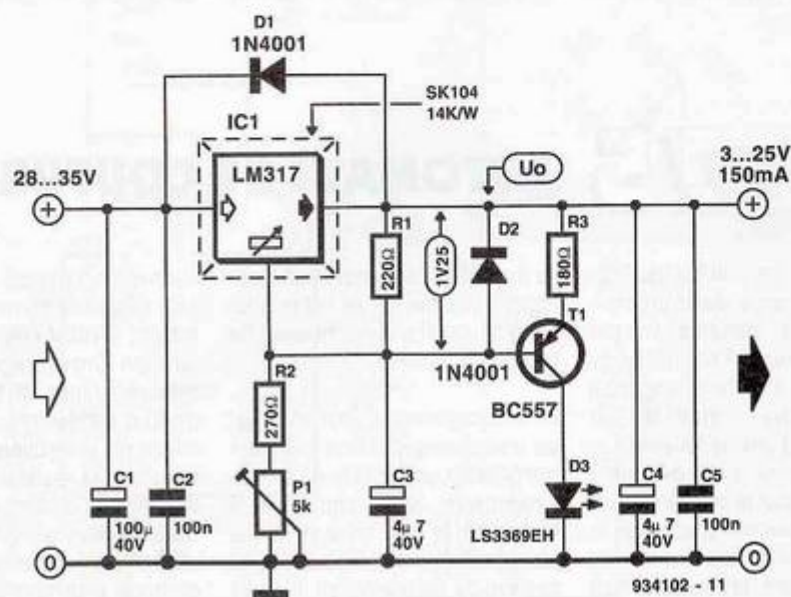 D1
1N4001
SK104
14K/W
IC1
LM317
28...35V
+
Uo
3...25V
150mA
+
R1
220Ω
1V25
D2
R3
180Ω
T1
1N4001
BC557
R2
270Ω
P1
5k
C1
100µ
40V
C2
100n
C3
4µ7
40V
D3
LS3369EH
C4
4µ7
40V
C5
100n
0
0
934102 - 11